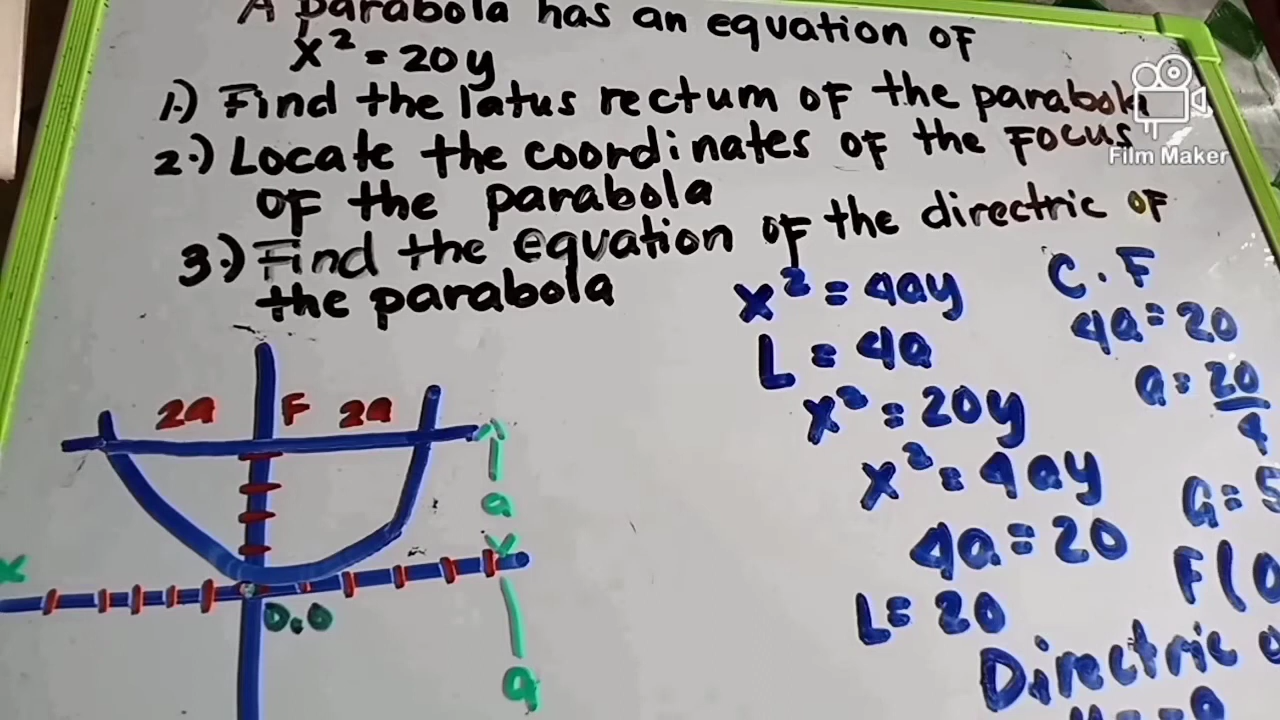 A parabola has an equation of
x² = 20y
1.) Find the latus rectum of the parabola
2.) Locate the coordinates of the Focus
of the parabola
3.) Find the equation of the directric of
the parabola
Film Maker
x² = 4ay
L = 4a
x² = 20y
x² = 4ay
4a = 20
L = 20
C.F
4a = 20
a = 20/4
a = 5
F(0
Directric o
y = -a
2a F 2a
a
x x
0.0
a